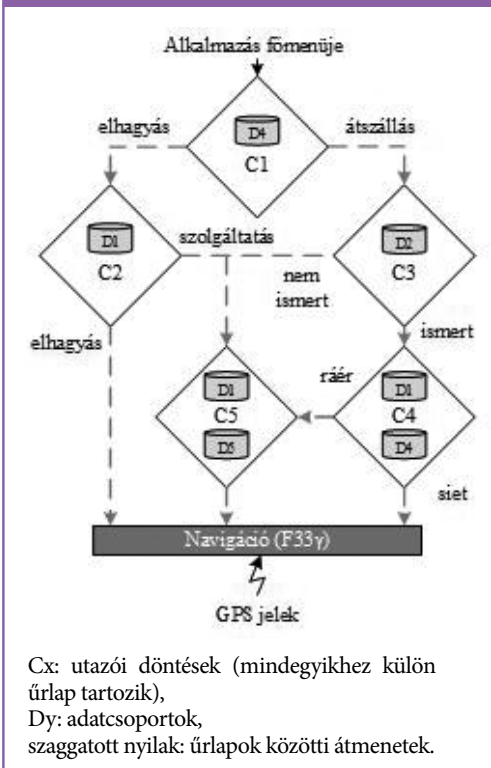 Alkalmazás főmenüje
elhagyás
átszállás
D4
C1
D1
C2
szolgáltatás
nem
ismert
D2
C3
elhagyás
ismert
ráér
D1
C5
D5
D1
C4
D4
siet
Navigáció (F33γ)
GPS jelek
Cx: utazói döntések (mindegyikhez külön
űrlap tartozik),
Dy: adatcsoportok,
szaggatott nyilak: űrlapok közötti átmenetek.